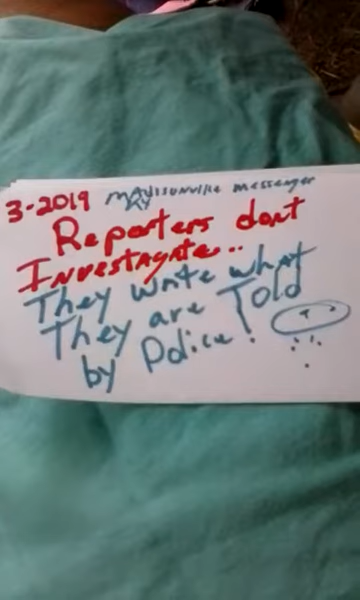 3-2019 Madisonville messenger
KY
Reporters dont
Investagate..
They write what
They are Told
by Police!